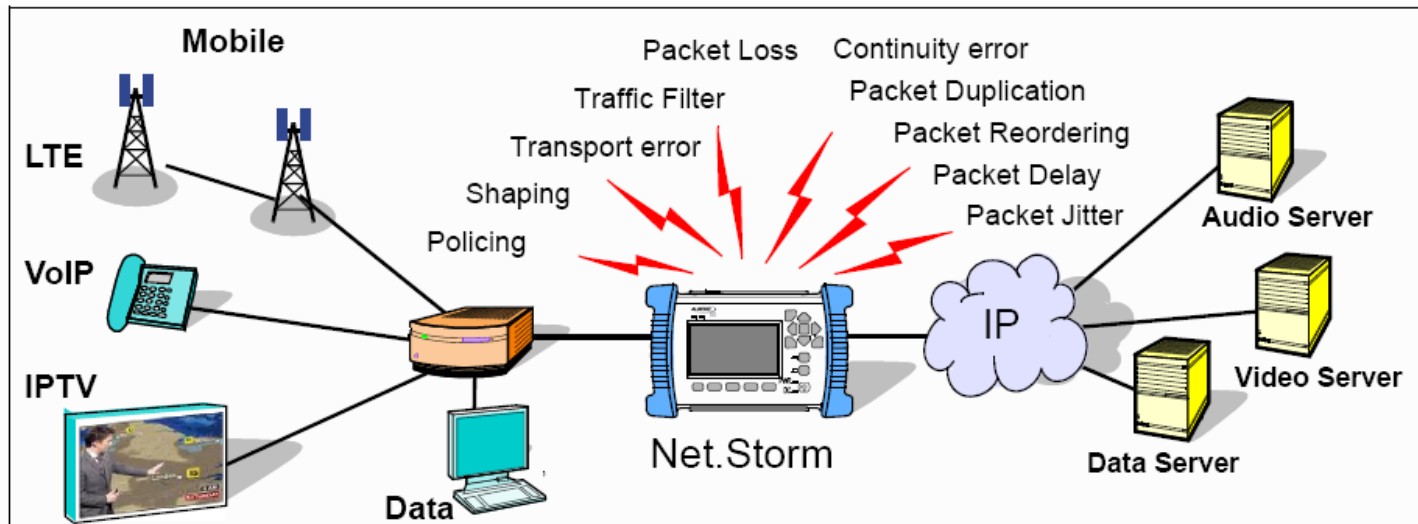 Mobile
LTE
VoIP
IPTV
Data
Packet Loss
Traffic Filter
Transport error
Shaping
Policing
Continuity error
Packet Duplication
Packet Reordering
Packet Delay
Packet Jitter
Net.Storm
IP
Audio Server
Video Server
Data Server
London